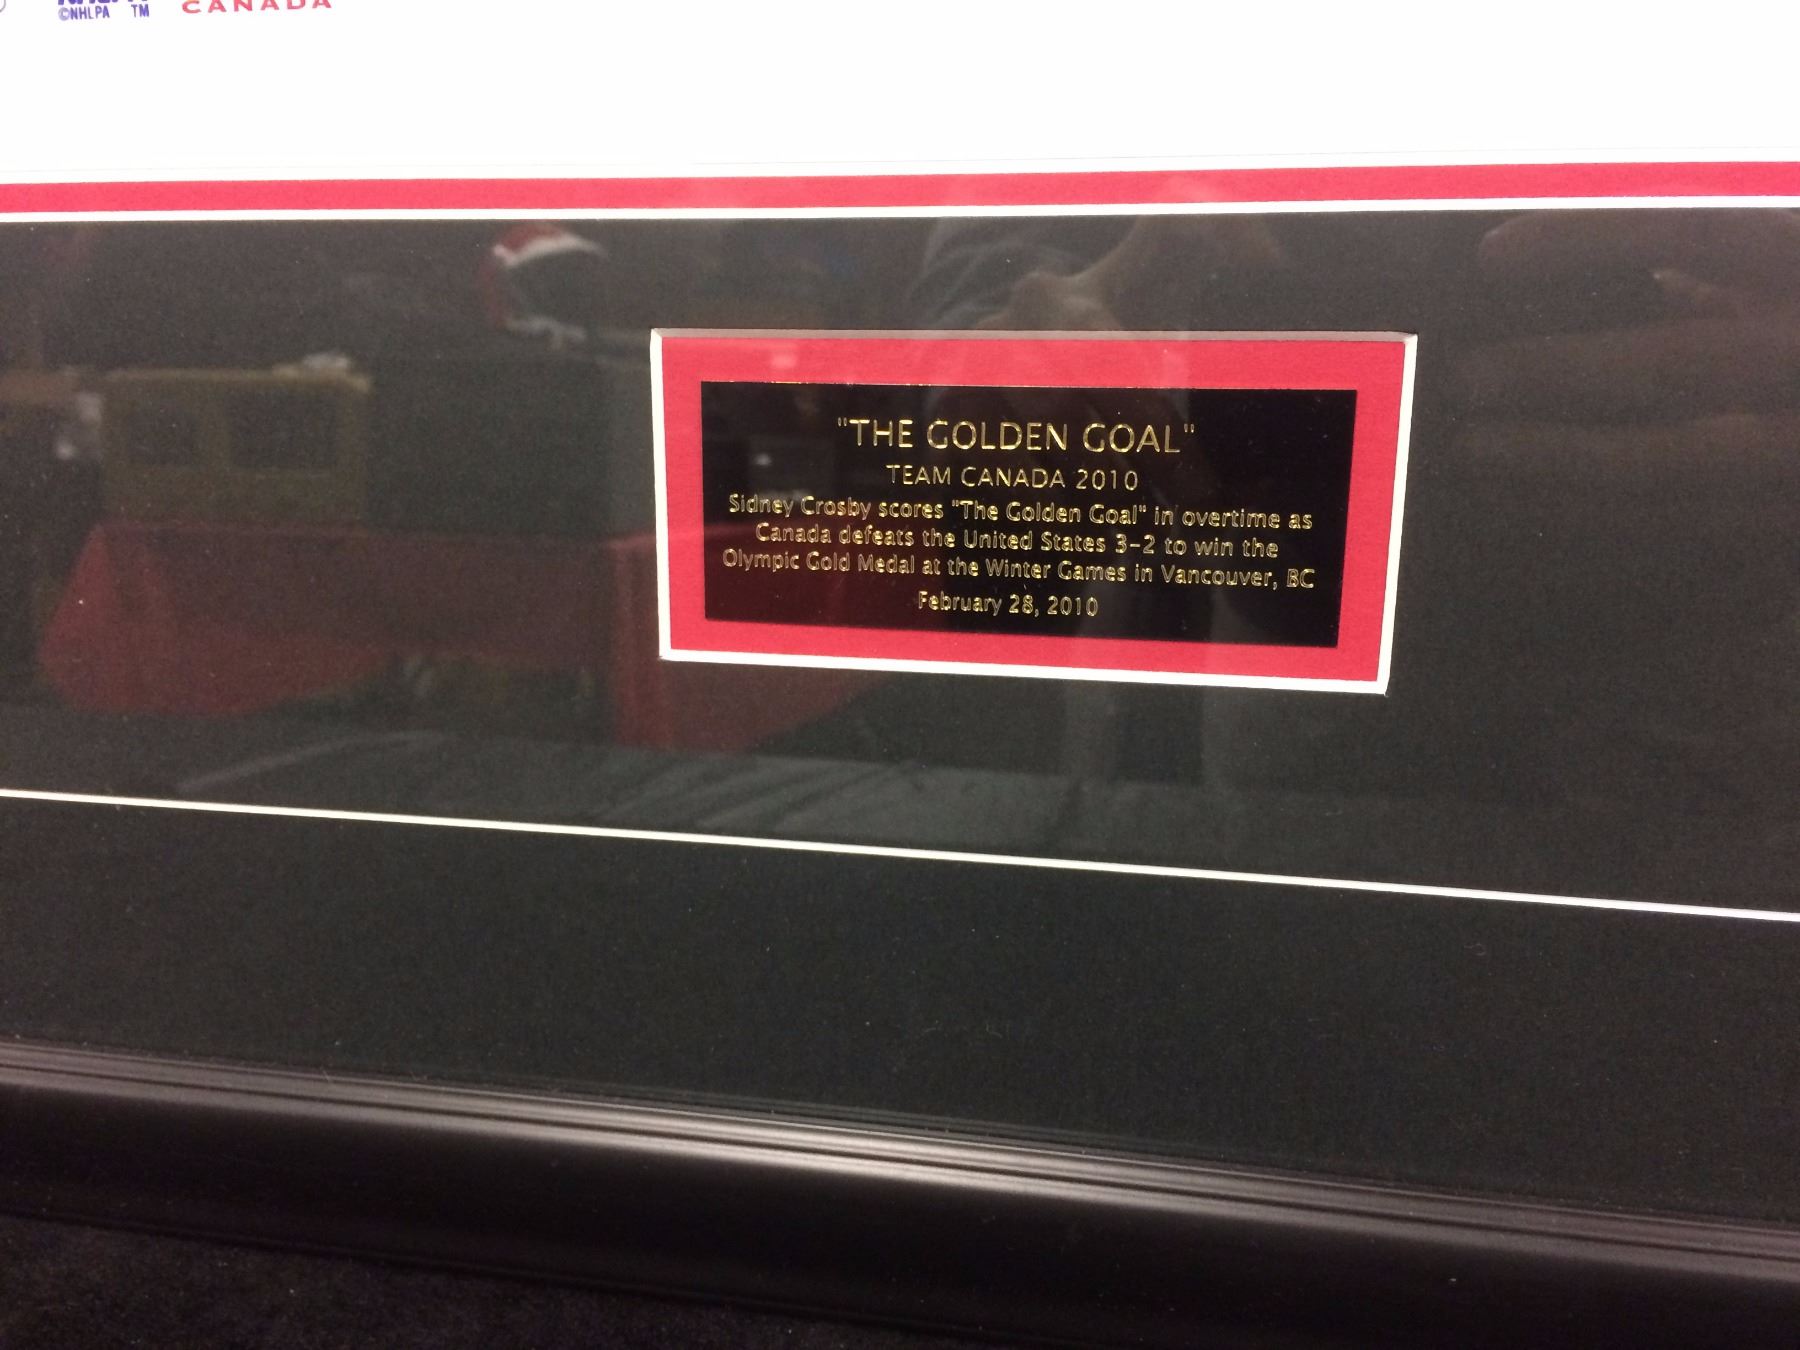 ©NHLPA TM CANADA
"THE GOLDEN GOAL"
TEAM CANADA 2010
Sidney Crosby scores "The Golden Goal" in overtime as
Canada defeats the United States 3-2 to win the
Olympic Gold Medal at the Winter Games in Vancouver, BC
February 28, 2010